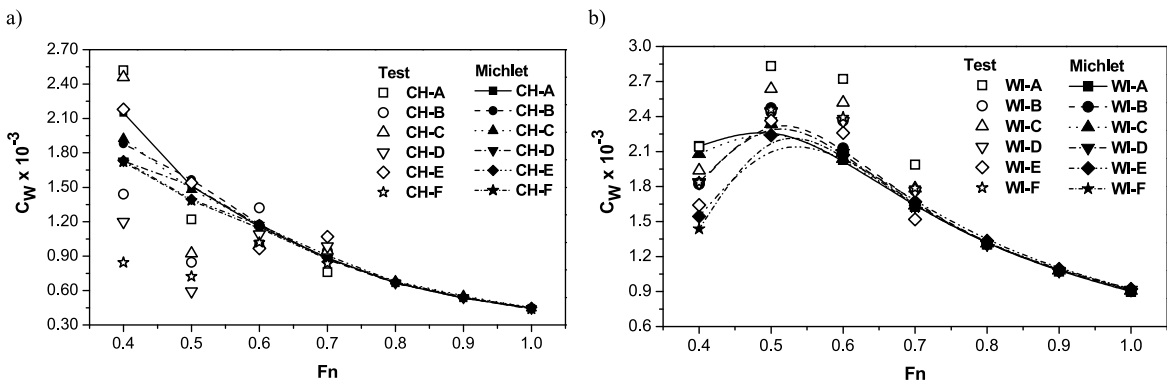 a)
2.70
2.40
2.10
1.80
1.50
1.20
0.90
0.60
0.30
C_W x 10^-3
0.4 0.5 0.6 0.7 0.8 0.9 1.0
Fn
Test Michlet
CH-A CH-A
CH-B CH-B
CH-C CH-C
CH-D CH-D
CH-E CH-E
CH-F CH-F
b)
3.0
2.7
2.4
2.1
1.8
1.5
1.2
0.9
0.6
C_W x 10^-3
0.4 0.5 0.6 0.7 0.8 0.9 1.0
Fn
Test Michlet
WI-A WI-A
WI-B WI-B
WI-C WI-C
WI-D WI-D
WI-E WI-E
WI-F WI-F